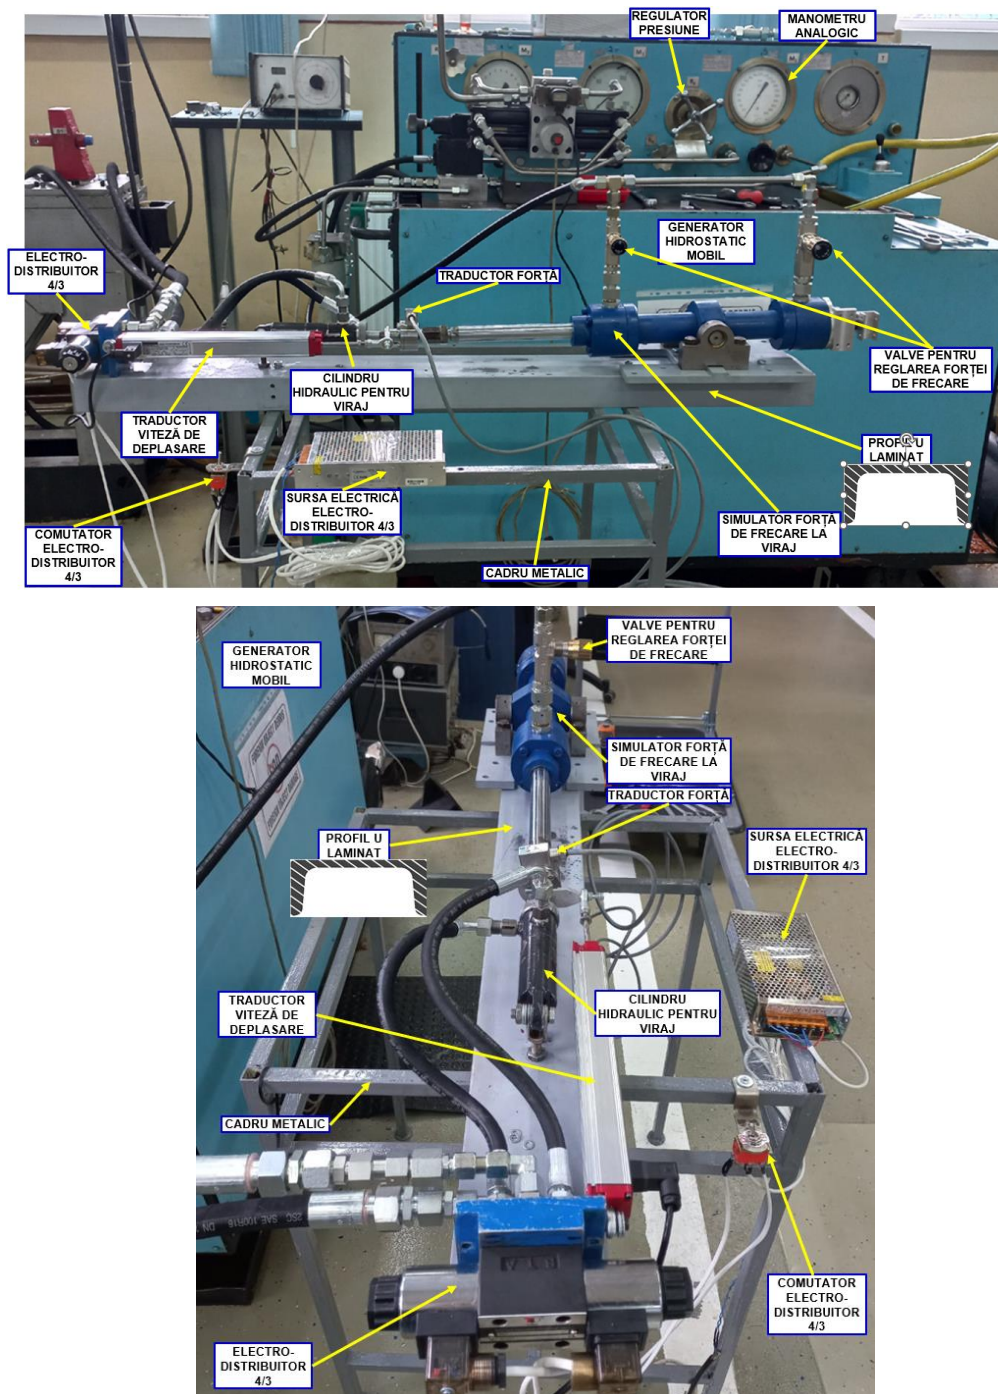 REGULATOR
PRESIUNE
MANOMETRU
ANALOGIC
ELECTRO-
DISTRIBUITOR
4/3
TRADUCTOR FORȚĂ
GENERATOR
HIDROSTATIC
MOBIL
VALVE PENTRU
REGLAREA FORȚEI
DE FRECARE
CILINDRU
HIDRAULIC PENTRU
VIRAJ
TRADUCTOR
VITEZĂ DE
DEPLASARE
PROFIL U
LAMINAT
SURSA ELECTRICĂ
ELECTRO-
DISTRIBUITOR 4/3
SIMULATOR FORȚĂ
DE FRECARE LA
VIRAJ
COMUTATOR
ELECTRO-
DISTRIBUITOR
4/3
CADRU METALIC
VALVE PENTRU
REGLAREA FORȚEI
DE FRECARE
GENERATOR
HIDROSTATIC
MOBIL
SIMULATOR FORȚĂ
DE FRECARE LA
VIRAJ
TRADUCTOR FORȚĂ
PROFIL U
LAMINAT
SURSA ELECTRICĂ
ELECTRO-
DISTRIBUITOR 4/3
TRADUCTOR
VITEZĂ DE
DEPLASARE
CILINDRU
HIDRAULIC PENTRU
VIRAJ
CADRU METALIC
2SC SAE 100R16
DN
COMUTATOR
ELECTRO-
DISTRIBUITOR
4/3
ELECTRO-
DISTRIBUITOR
4/3